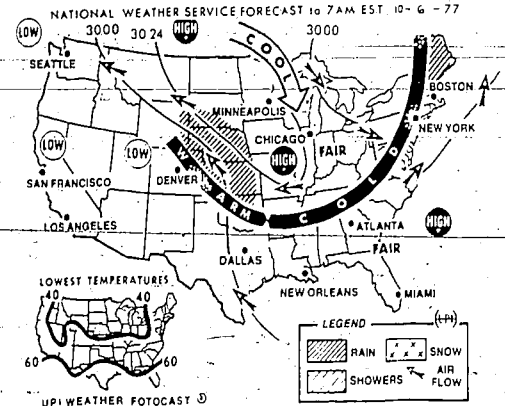 NATIONAL WEATHER SERVICE FORECAST to 7AM EST 10-6-77
LOW
3000
30 24
HIGH
3000
COOL
SEATTLE
MINNEAPOLIS
BOSTON
NEW YORK
CHICAGO
FAIR
LOW
LOW
HIGH
DENVER
WARM
COLD
SAN FRANCISCO
LOS ANGELES
ATLANTA
HIGH
FAIR
DALLAS
NEW ORLEANS
MIAMI
LOWEST TEMPERATURES
40
40
60
60
LEGEND
RAIN
SNOW
SHOWERS
AIR
FLOW
UPI WEATHER FOTOCAST